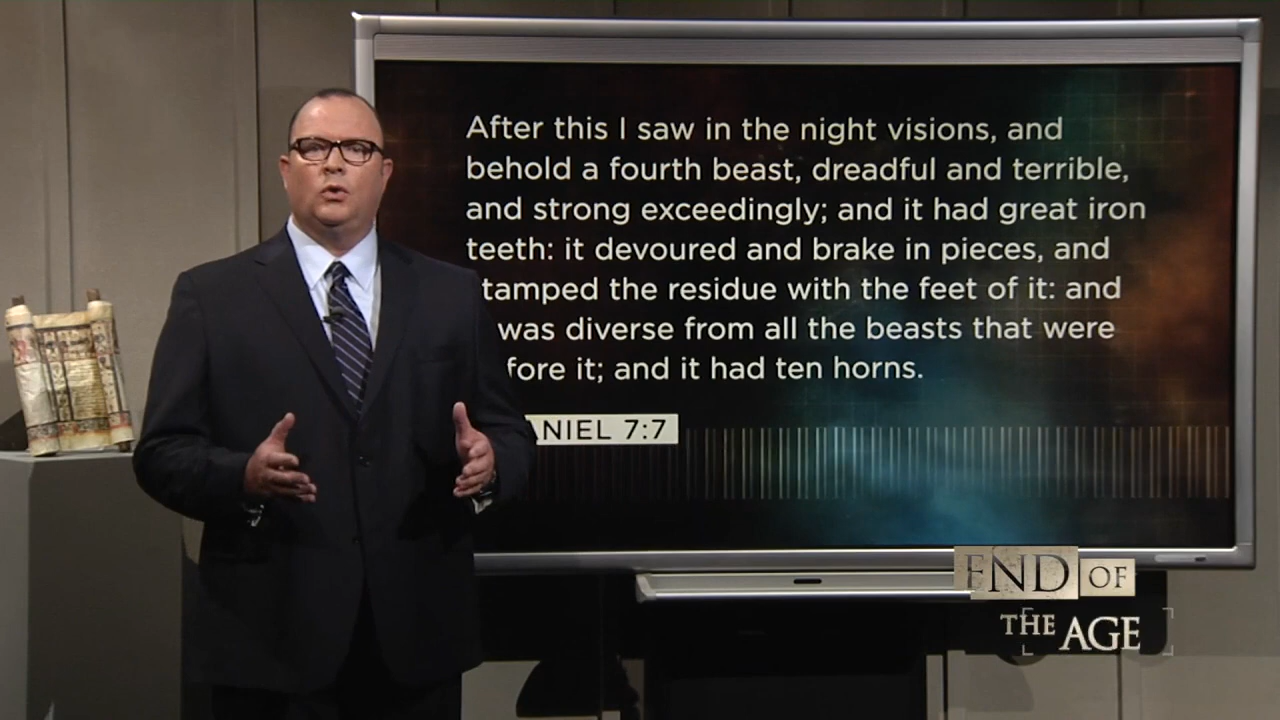 After this I saw in the night visions, and
behold a fourth beast, dreadful and terrible,
and strong exceedingly; and it had great iron
teeth: it devoured and brake in pieces, and
tamped the residue with the feet of it: and
was diverse from all the beasts that were
fore it; and it had ten horns.
ANIEL 7:7
END OF
THE AGE